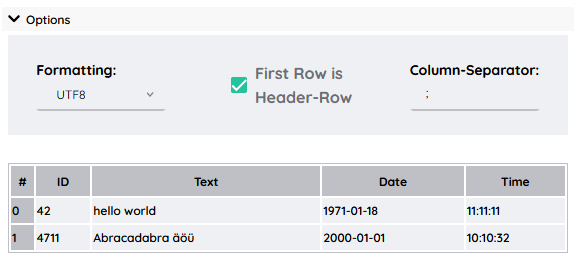 Options
Formatting:
UTF8
First Row is
Header-Row
Column-Separator:
;
# ID Text Date Time
0 42 hello world 1971-01-18 11:11:11
1 4711 Abracadabra äöü 2000-01-01 10:10:32